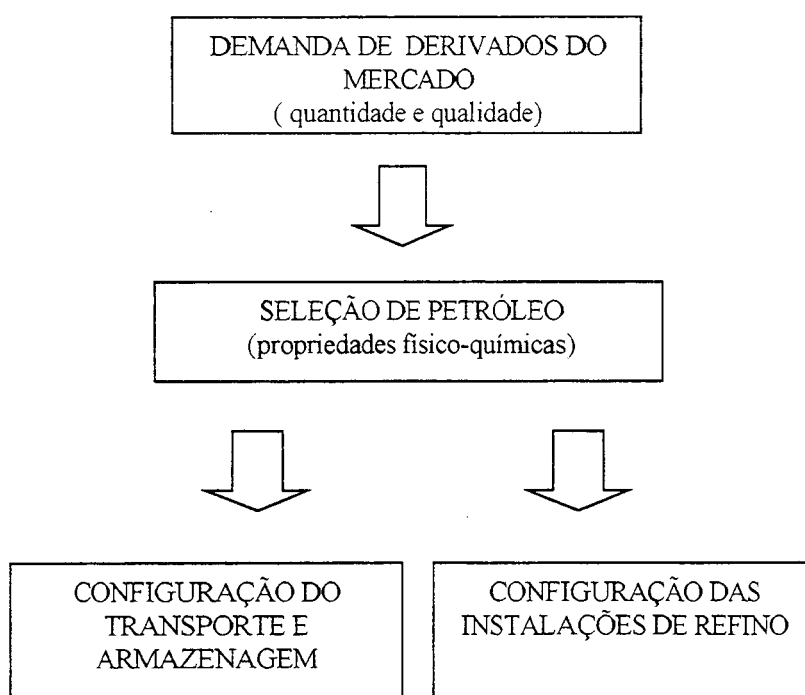 DEMANDA DE DERIVADOS DO
MERCADO
( quantidade e qualidade)
SELEÇÃO DE PETRÓLEO
(propriedades físico-químicas)
CONFIGURAÇÃO DO
TRANSPORTE E
ARMAZENAGEM
CONFIGURAÇÃO DAS
INSTALAÇÕES DE REFINO